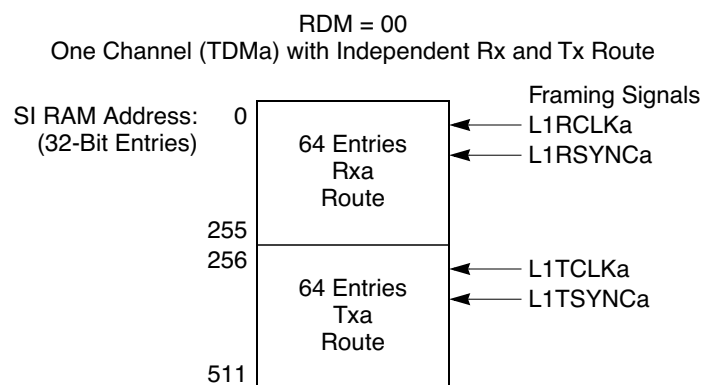 RDM = 00
One Channel (TDMa) with Independent Rx and Tx Route
Framing Signals
SI RAM Address: 0
(32-Bit Entries)
L1RCLKa
64 Entries
L1RSYNCa
Rxa
Route
255
256
L1TCLKa
64 Entries
L1TSYNCa
Txa
Route
511